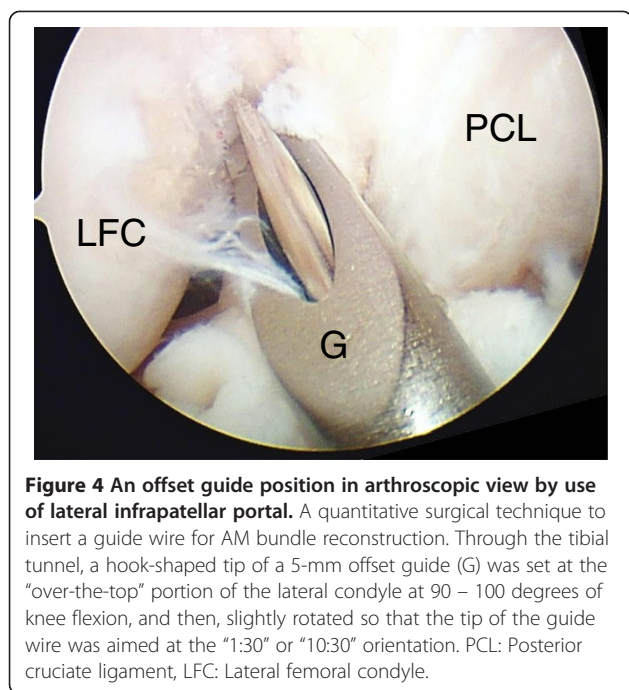 PCL
LFC
G
Figure 4 An offset guide position in arthroscopic view by use
of lateral infrapatellar portal. A quantitative surgical technique to
insert a guide wire for AM bundle reconstruction. Through the tibial
tunnel, a hook-shaped tip of a 5-mm offset guide (G) was set at the
“over-the-top” portion of the lateral condyle at 90 – 100 degrees of
knee flexion, and then, slightly rotated so that the tip of the guide
wire was aimed at the “1:30” or “10:30” orientation. PCL: Posterior
cruciate ligament, LFC: Lateral femoral condyle.